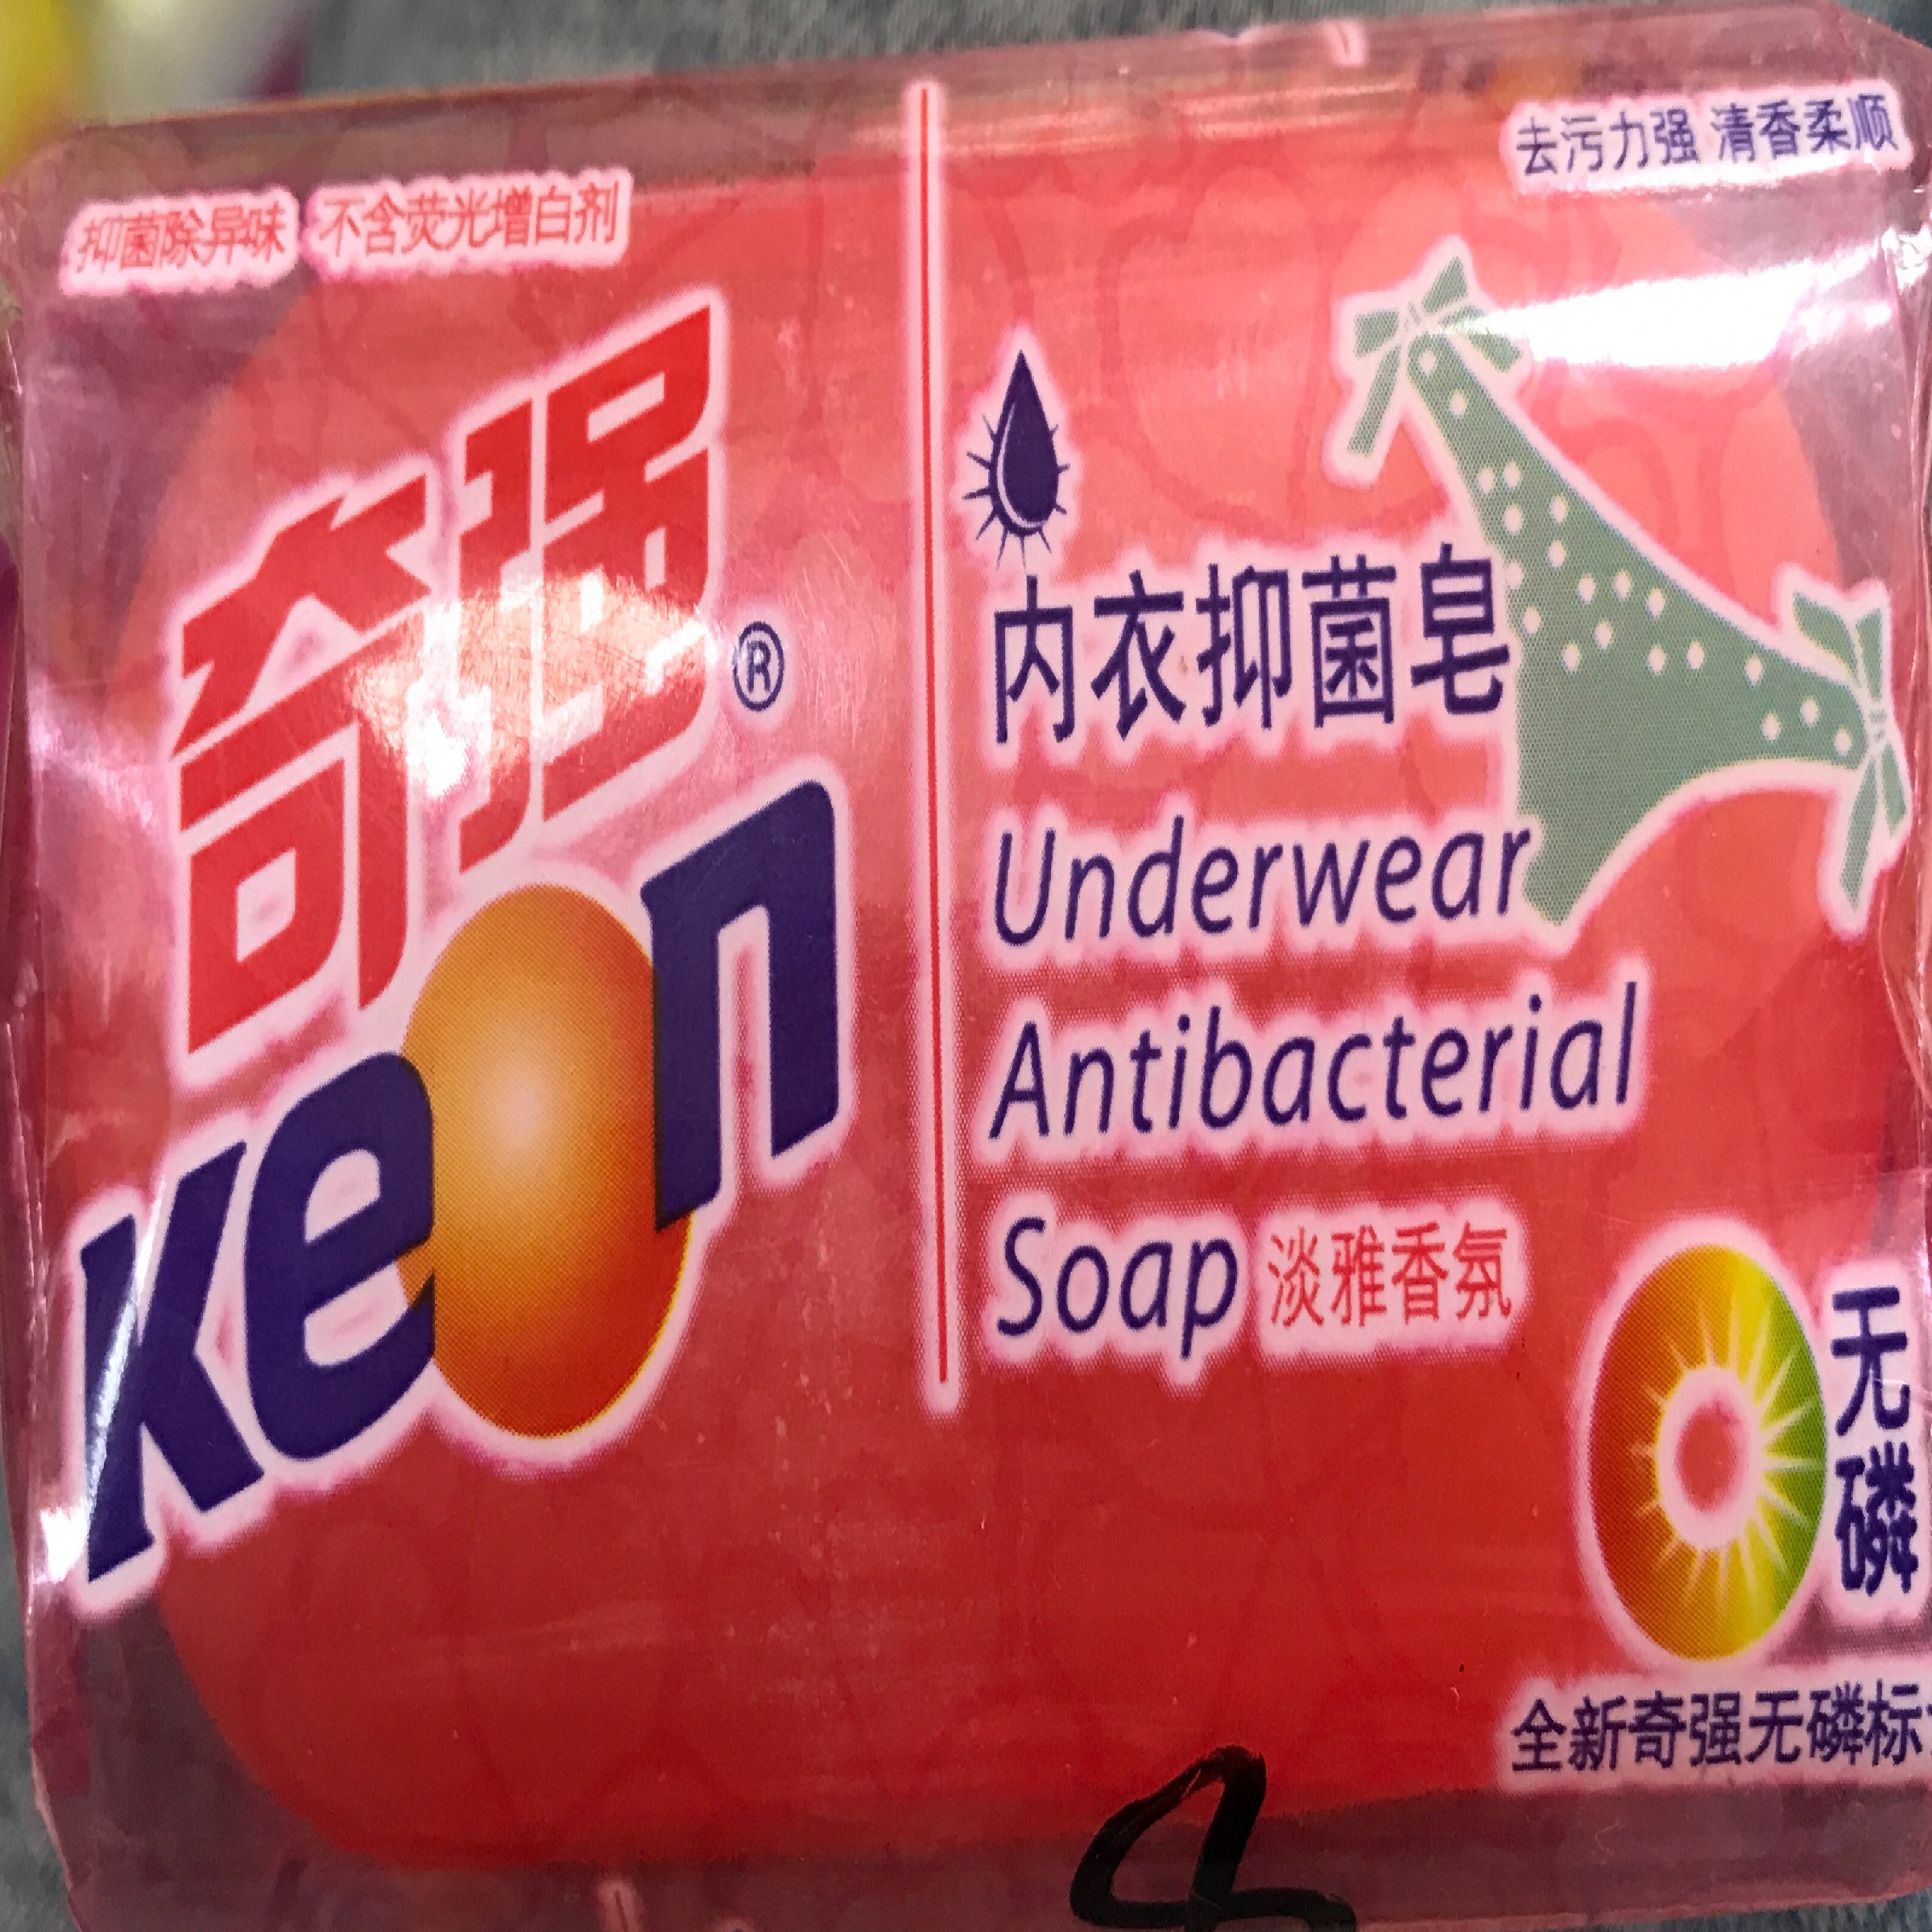 抑菌除异味 不含荧光增白剂
去污力强 清香柔顺
奇强®
keon
内衣抑菌皂
Underwear
Antibacterial
Soap 淡雅香氛
无磷
全新奇强无磷标